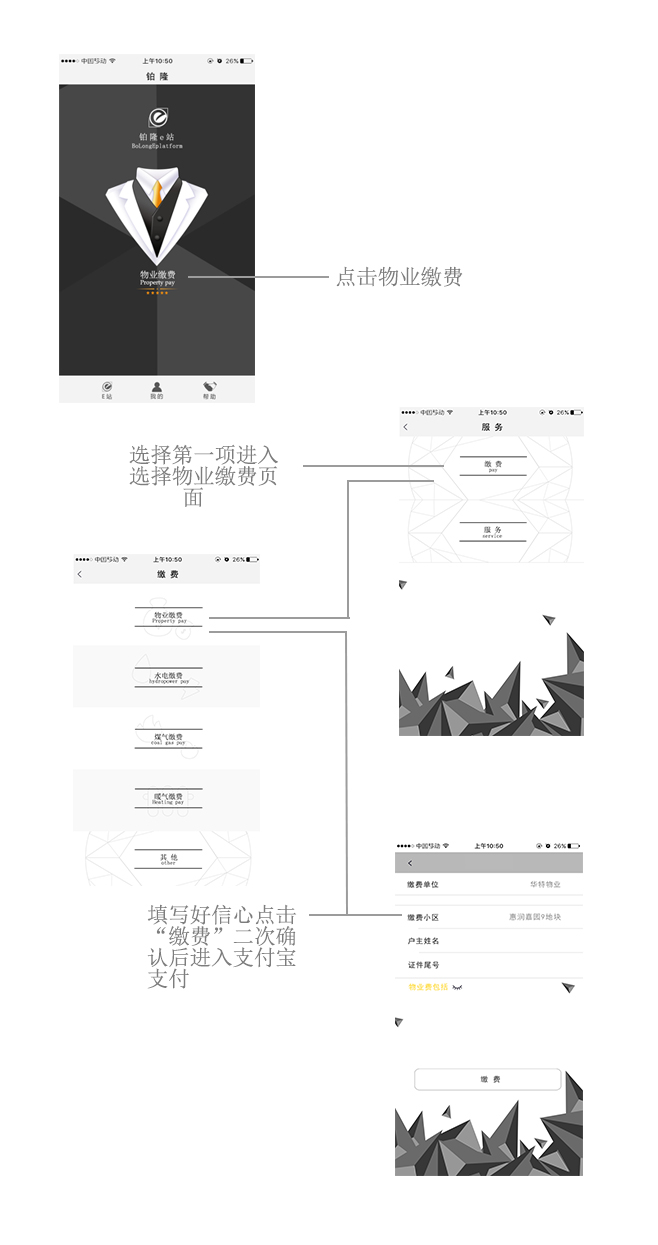 中国移动 上午10:50 26%
铂隆
铂隆e站
BoLongEplatform
物业缴费
Property pay
点击物业缴费
E站 我的 帮助
中国移动 上午10:50 26%
服务
缴费
pay
服务
service
选择第一项进入
选择物业缴费页
面
中国移动 上午10:50 26%
缴费
物业缴费
Property pay
水电缴费
hydropower pay
煤气缴费
coal gas pay
暖气缴费
Heating pay
其他
other
填写好信心点击
“缴费”二次确
认后进入支付宝
支付
中国移动 上午10:50 26%
缴费单位 华特物业
缴费小区 惠润嘉园9地块
户主姓名
证件尾号
物业费包括
缴费